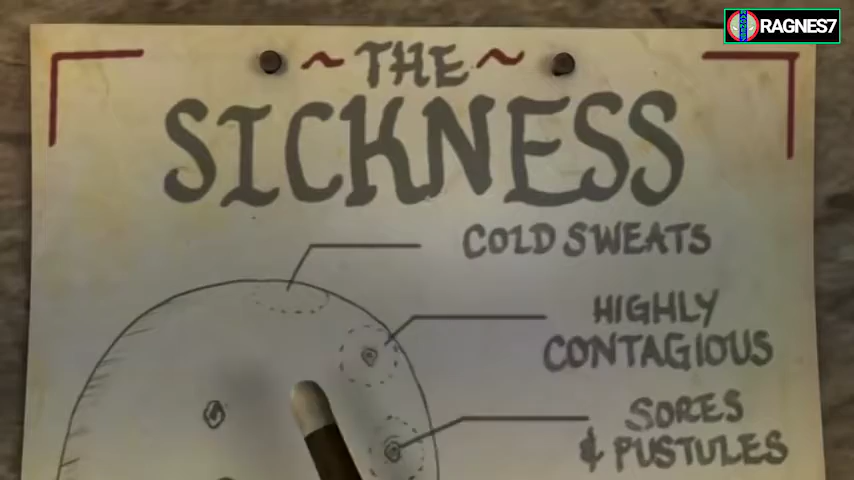 RAGNES7
~ THE ~
SICKNESS
COLD SWEATS
HIGHLY
CONTAGIOUS
SORES
& PUSTULES